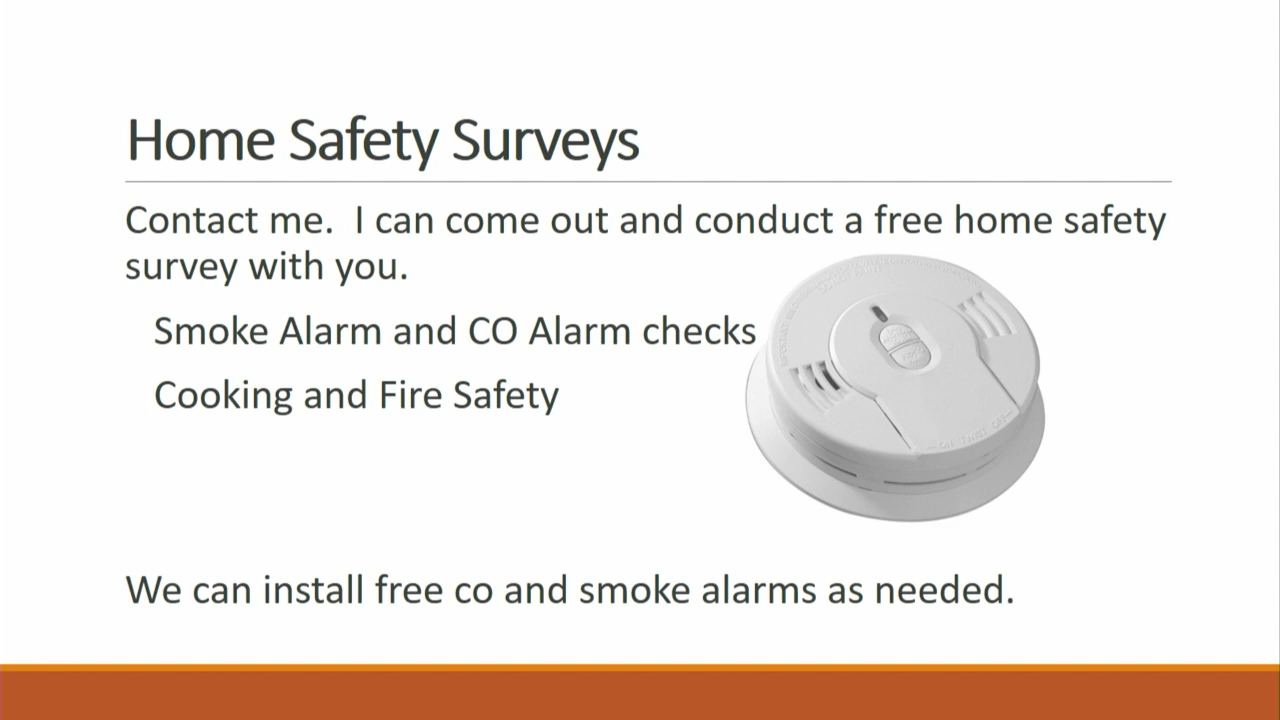 Home Safety Surveys
Contact me.  I can come out and conduct a free home safety
survey with you.
Smoke Alarm and CO Alarm checks
Cooking and Fire Safety
We can install free co and smoke alarms as needed.